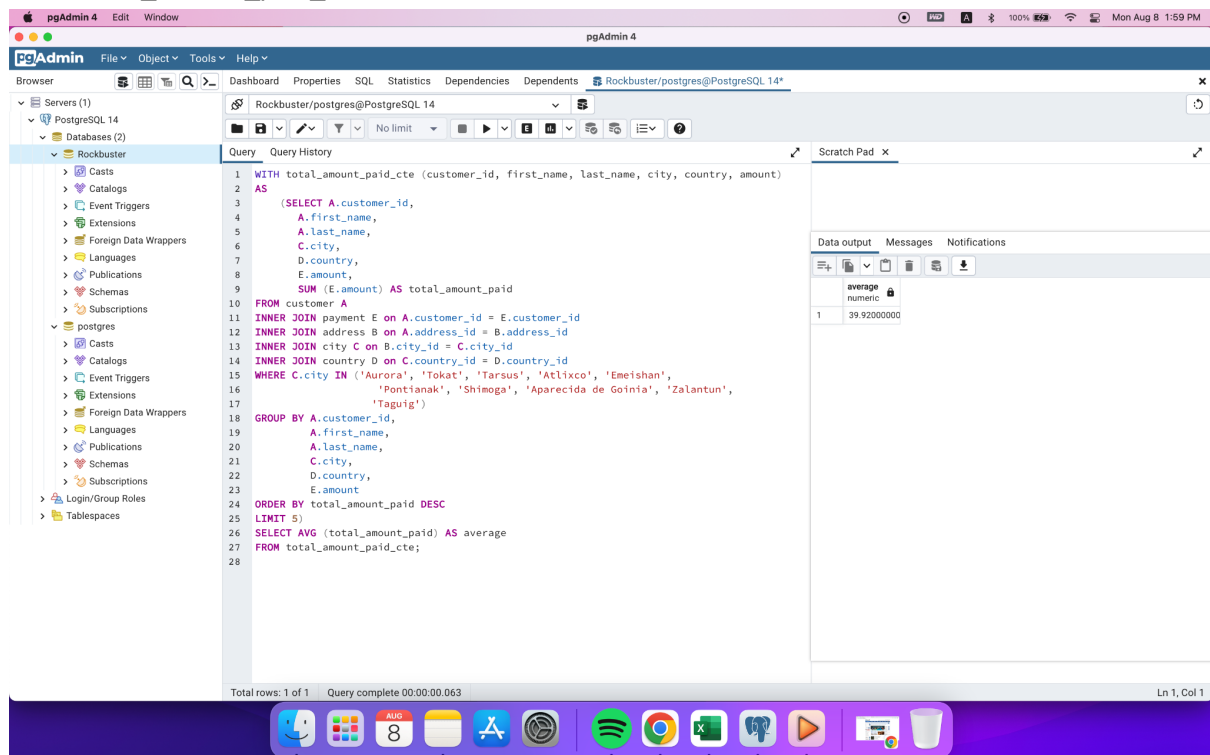 pgAdmin 4 Edit Window
WD A 100% Mon Aug 8 1:59 PM
pgAdmin 4
pgAdmin File Object Tools Help
Browser
Dashboard Properties SQL Statistics Dependencies Dependents Rockbuster/postgres@PostgreSQL 14*
Servers (1)
PostgreSQL 14
Databases (2)
Rockbuster
Casts
Catalogs
Event Triggers
Extensions
Foreign Data Wrappers
Languages
Publications
Schemas
Subscriptions
postgres
Casts
Catalogs
Event Triggers
Extensions
Foreign Data Wrappers
Languages
Publications
Schemas
Subscriptions
Login/Group Roles
Tablespaces
Rockbuster/postgres@PostgreSQL 14
No limit E
Query Query History
1 WITH total_amount_paid_cte (customer_id, first_name, last_name, city, country, amount)
2 AS
3 (SELECT A.customer_id,
4 A.first_name,
5 A.last_name,
6 C.city,
7 D.country,
8 E.amount,
9 SUM (E.amount) AS total_amount_paid
10 FROM customer A
11 INNER JOIN payment E on A.customer_id = E.customer_id
12 INNER JOIN address B on A.address_id = B.address_id
13 INNER JOIN city C on B.city_id = C.city_id
14 INNER JOIN country D on C.country_id = D.country_id
15 WHERE C.city IN ('Aurora', 'Tokat', 'Tarsus', 'Atlixco', 'Emeishan',
16 'Pontianak', 'Shimoga', 'Aparecida de Goinia', 'Zalantun',
17 'Taguig')
18 GROUP BY A.customer_id,
19 A.first_name,
20 A.last_name,
21 C.city,
22 D.country,
23 E.amount
24 ORDER BY total_amount_paid DESC
25 LIMIT 5)
26 SELECT AVG (total_amount_paid) AS average
27 FROM total_amount_paid_cte;
28
Scratch Pad
Data output Messages Notifications
average
numeric
1 39.92000000
Total rows: 1 of 1 Query complete 00:00:00.063
Ln 1, Col 1
AUG
8